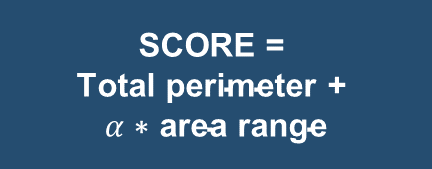 SCORE =
Total perimeter +
𝛼 ∗ area range